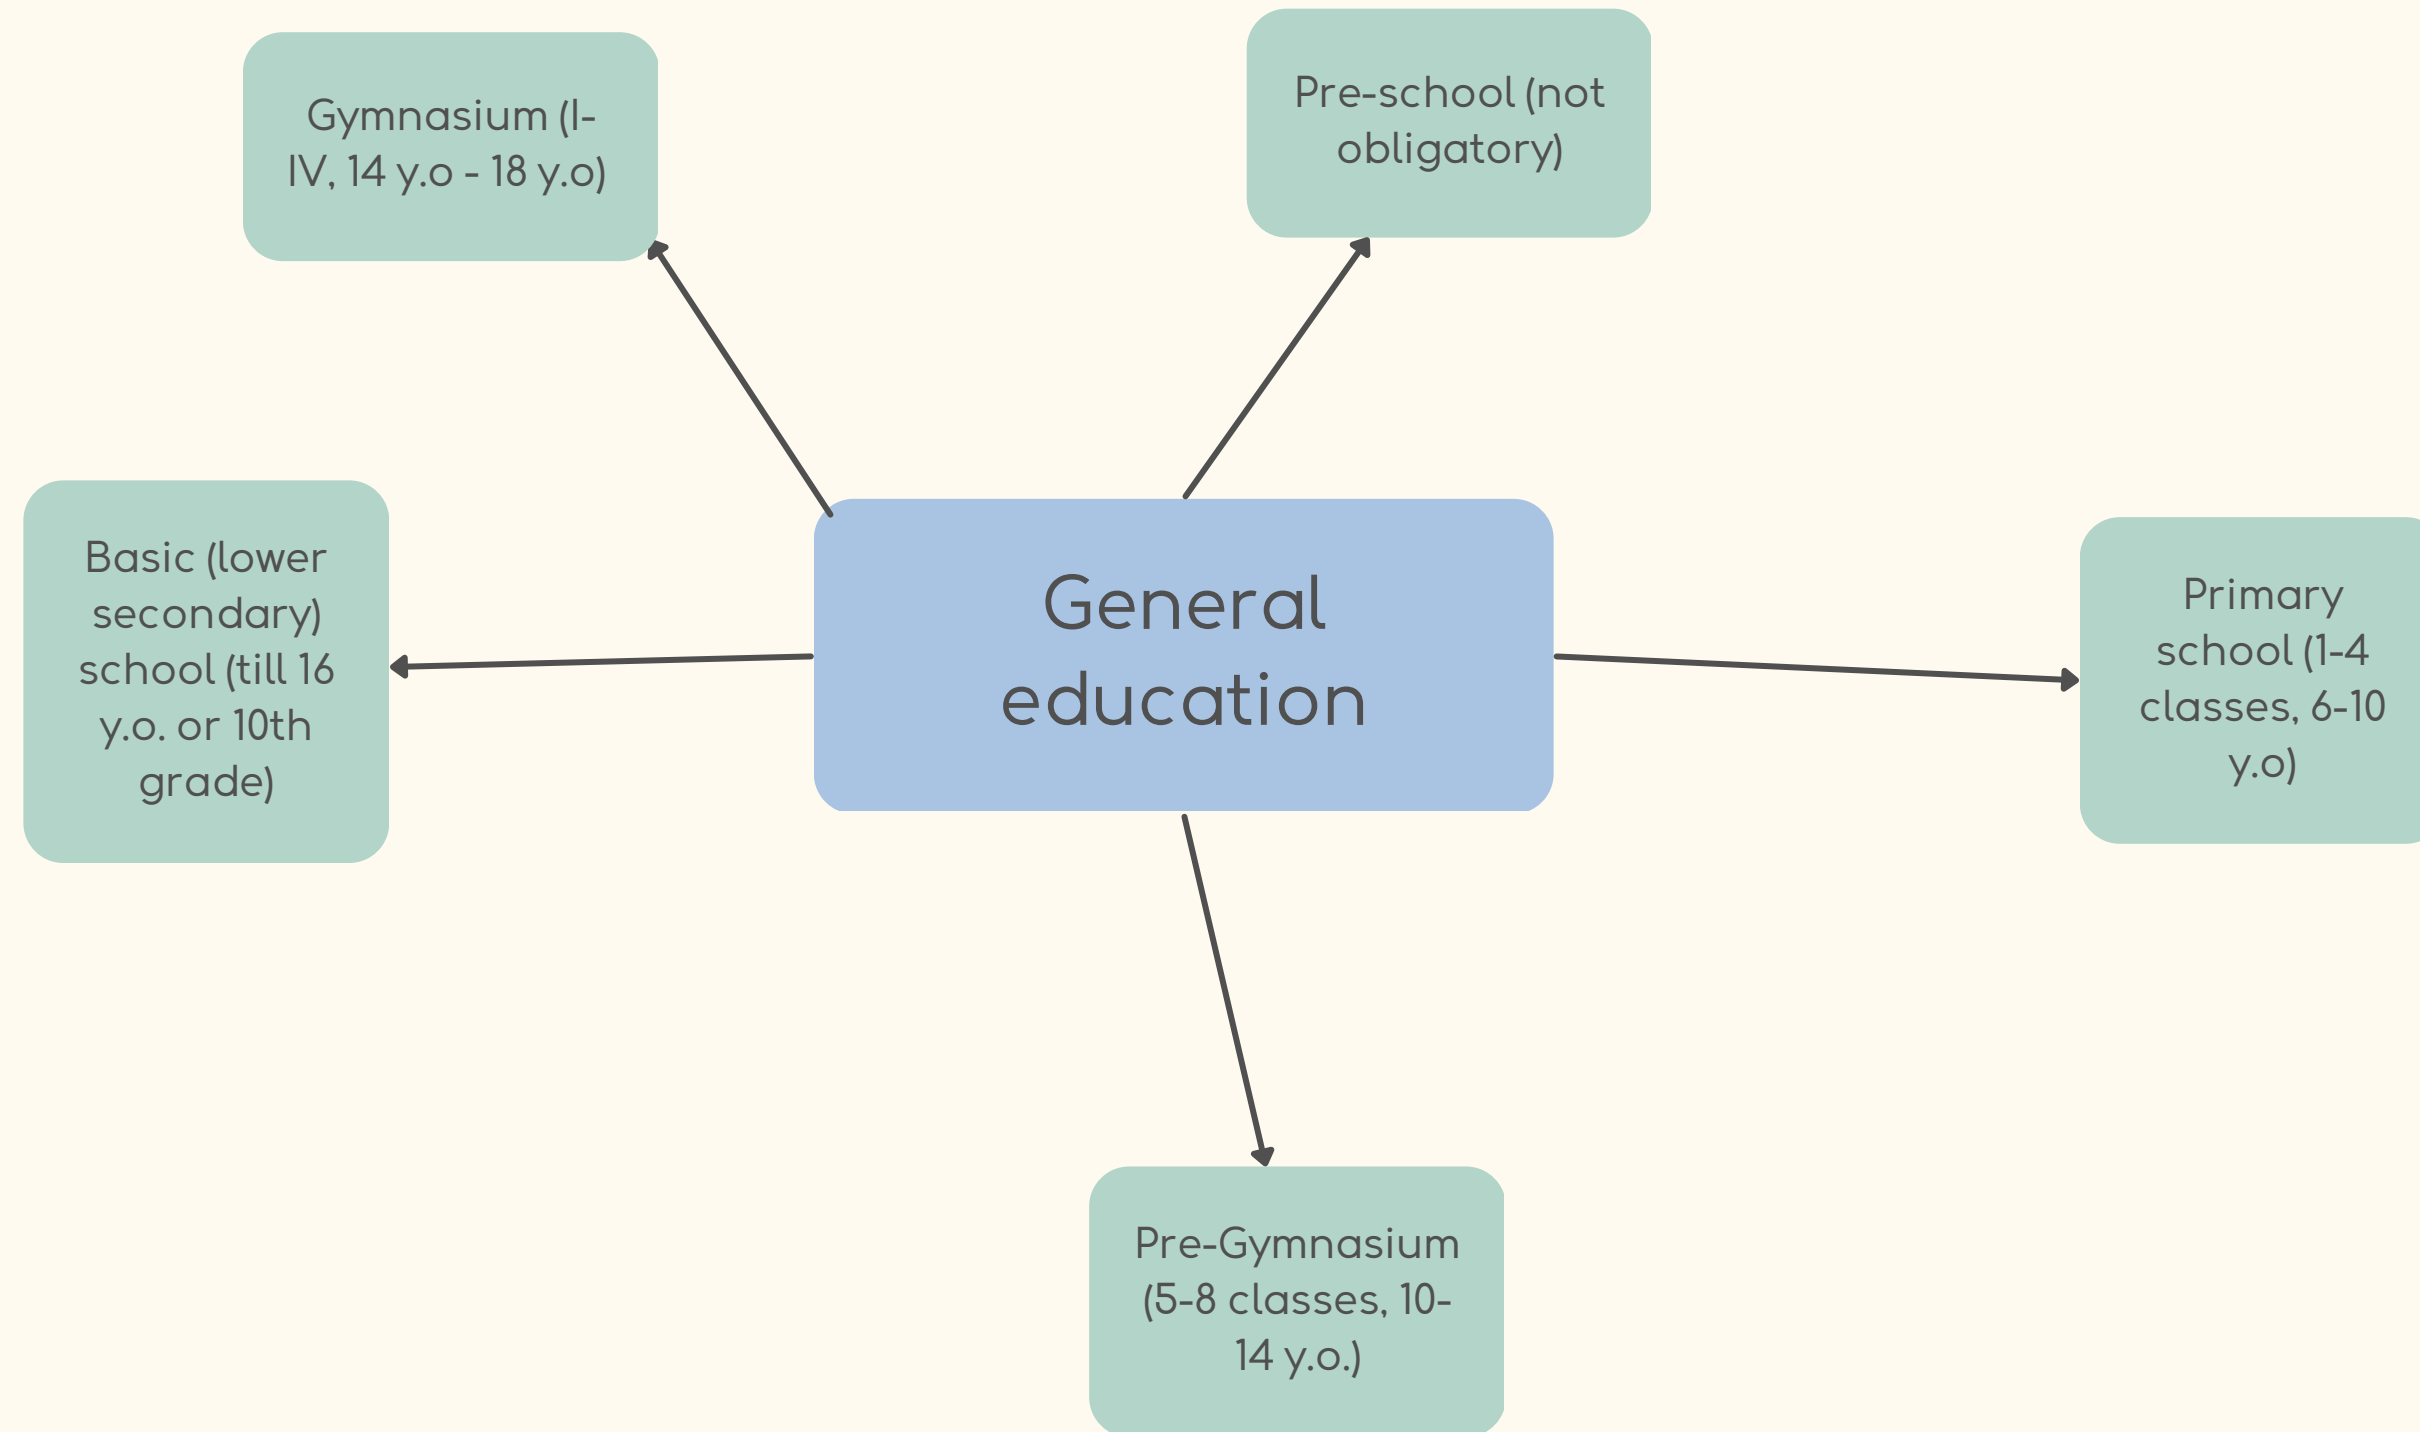 Gymnasium (I-
IV, 14 y.o - 18 y.o)
Pre-school (not
obligatory)
Basic (lower
secondary)
school (till 16
y.o. or 10th
grade)
General
education
Primary
school (1-4
classes, 6-10
y.o)
Pre-Gymnasium
(5-8 classes, 10-
14 y.o.)